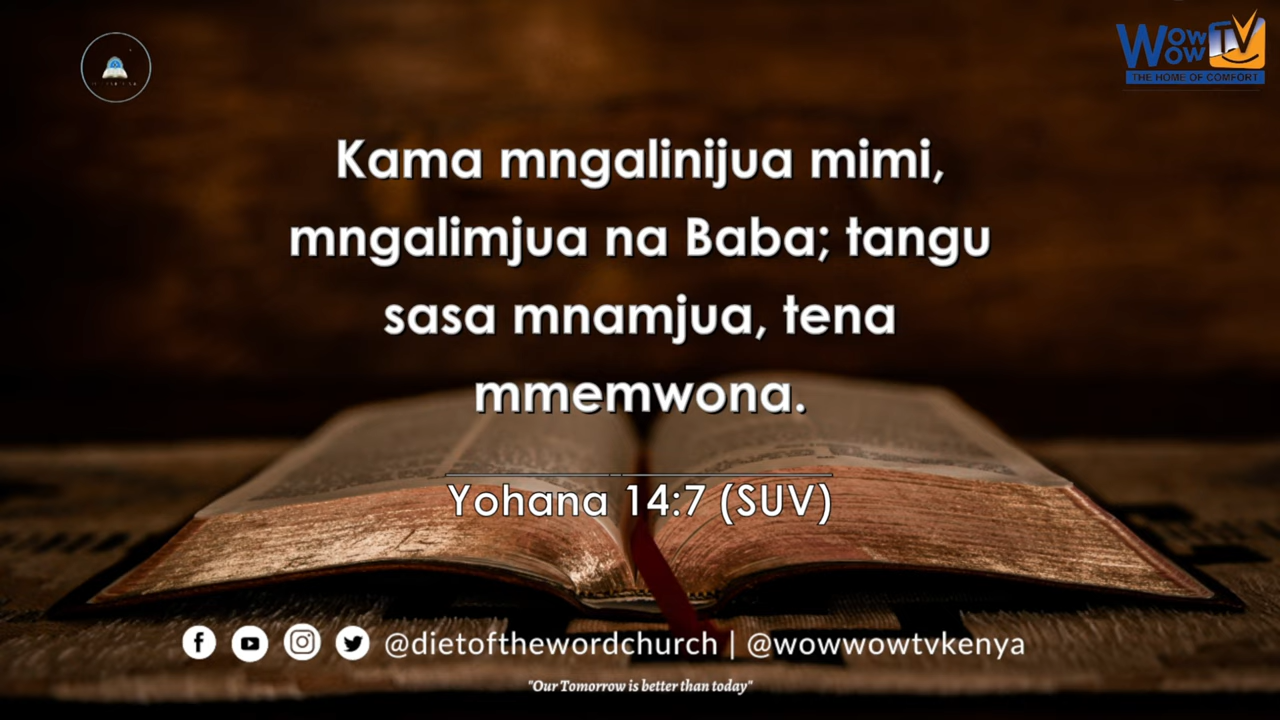 Wow
Wow
TV
THE HOME OF COMFORT
Kama mngalinijua mimi,
mngalimjua na Baba; tangu
sasa mnamjua, tena
mmemwona.
Yohana 14:7 (SUV)
@dietofthewordchurch | @wowwowtvkenya
"Our Tomorrow is better than today"